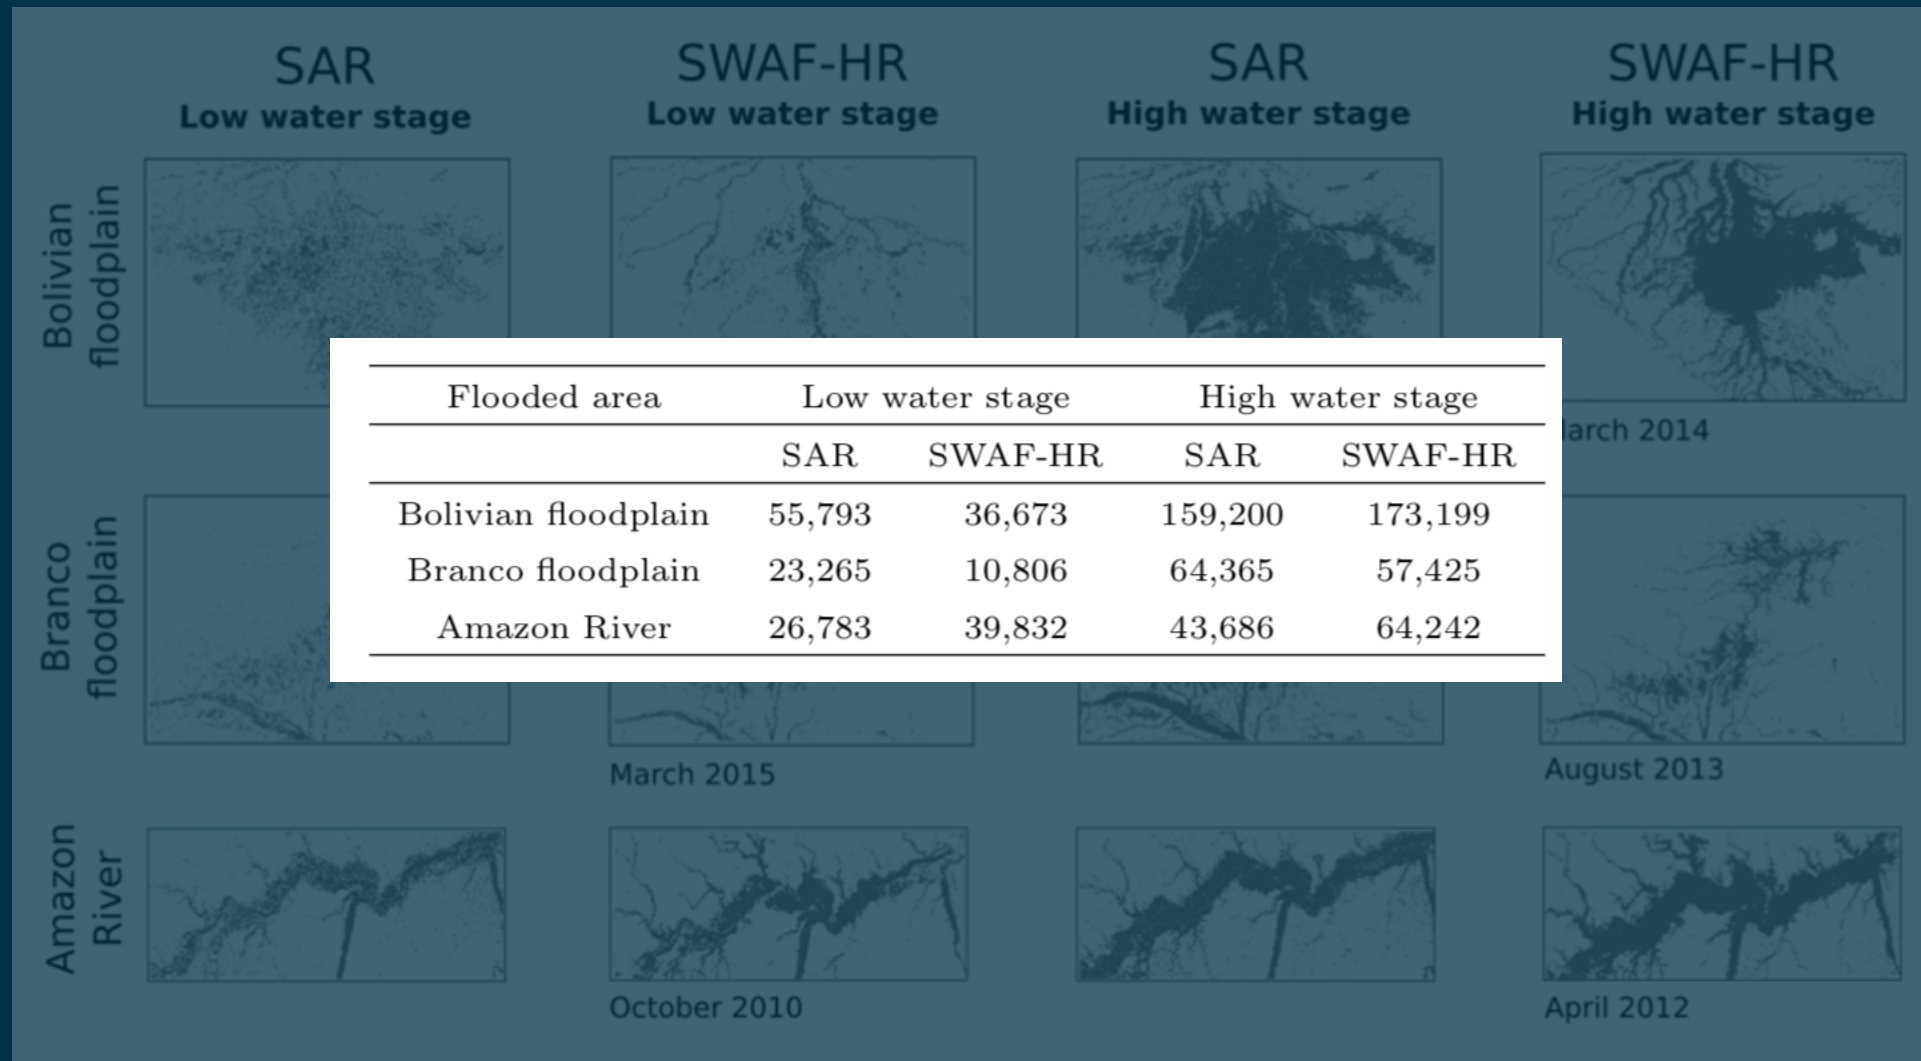 SAR SWAF-HR SAR SWAF-HR
Low water stage Low water stage High water stage High water stage
Bolivian
floodplain
Flooded area Low water stage High water stage
SAR SWAF-HR SAR SWAF-HR
Bolivian floodplain 55,793 36,673 159,200 173,199
Branco floodplain 23,265 10,806 64,365 57,425
Amazon River 26,783 39,832 43,686 64,242
2014
Branco
floodplain
March 2015 August 2013
Amazon
River
October 2010 April 2012